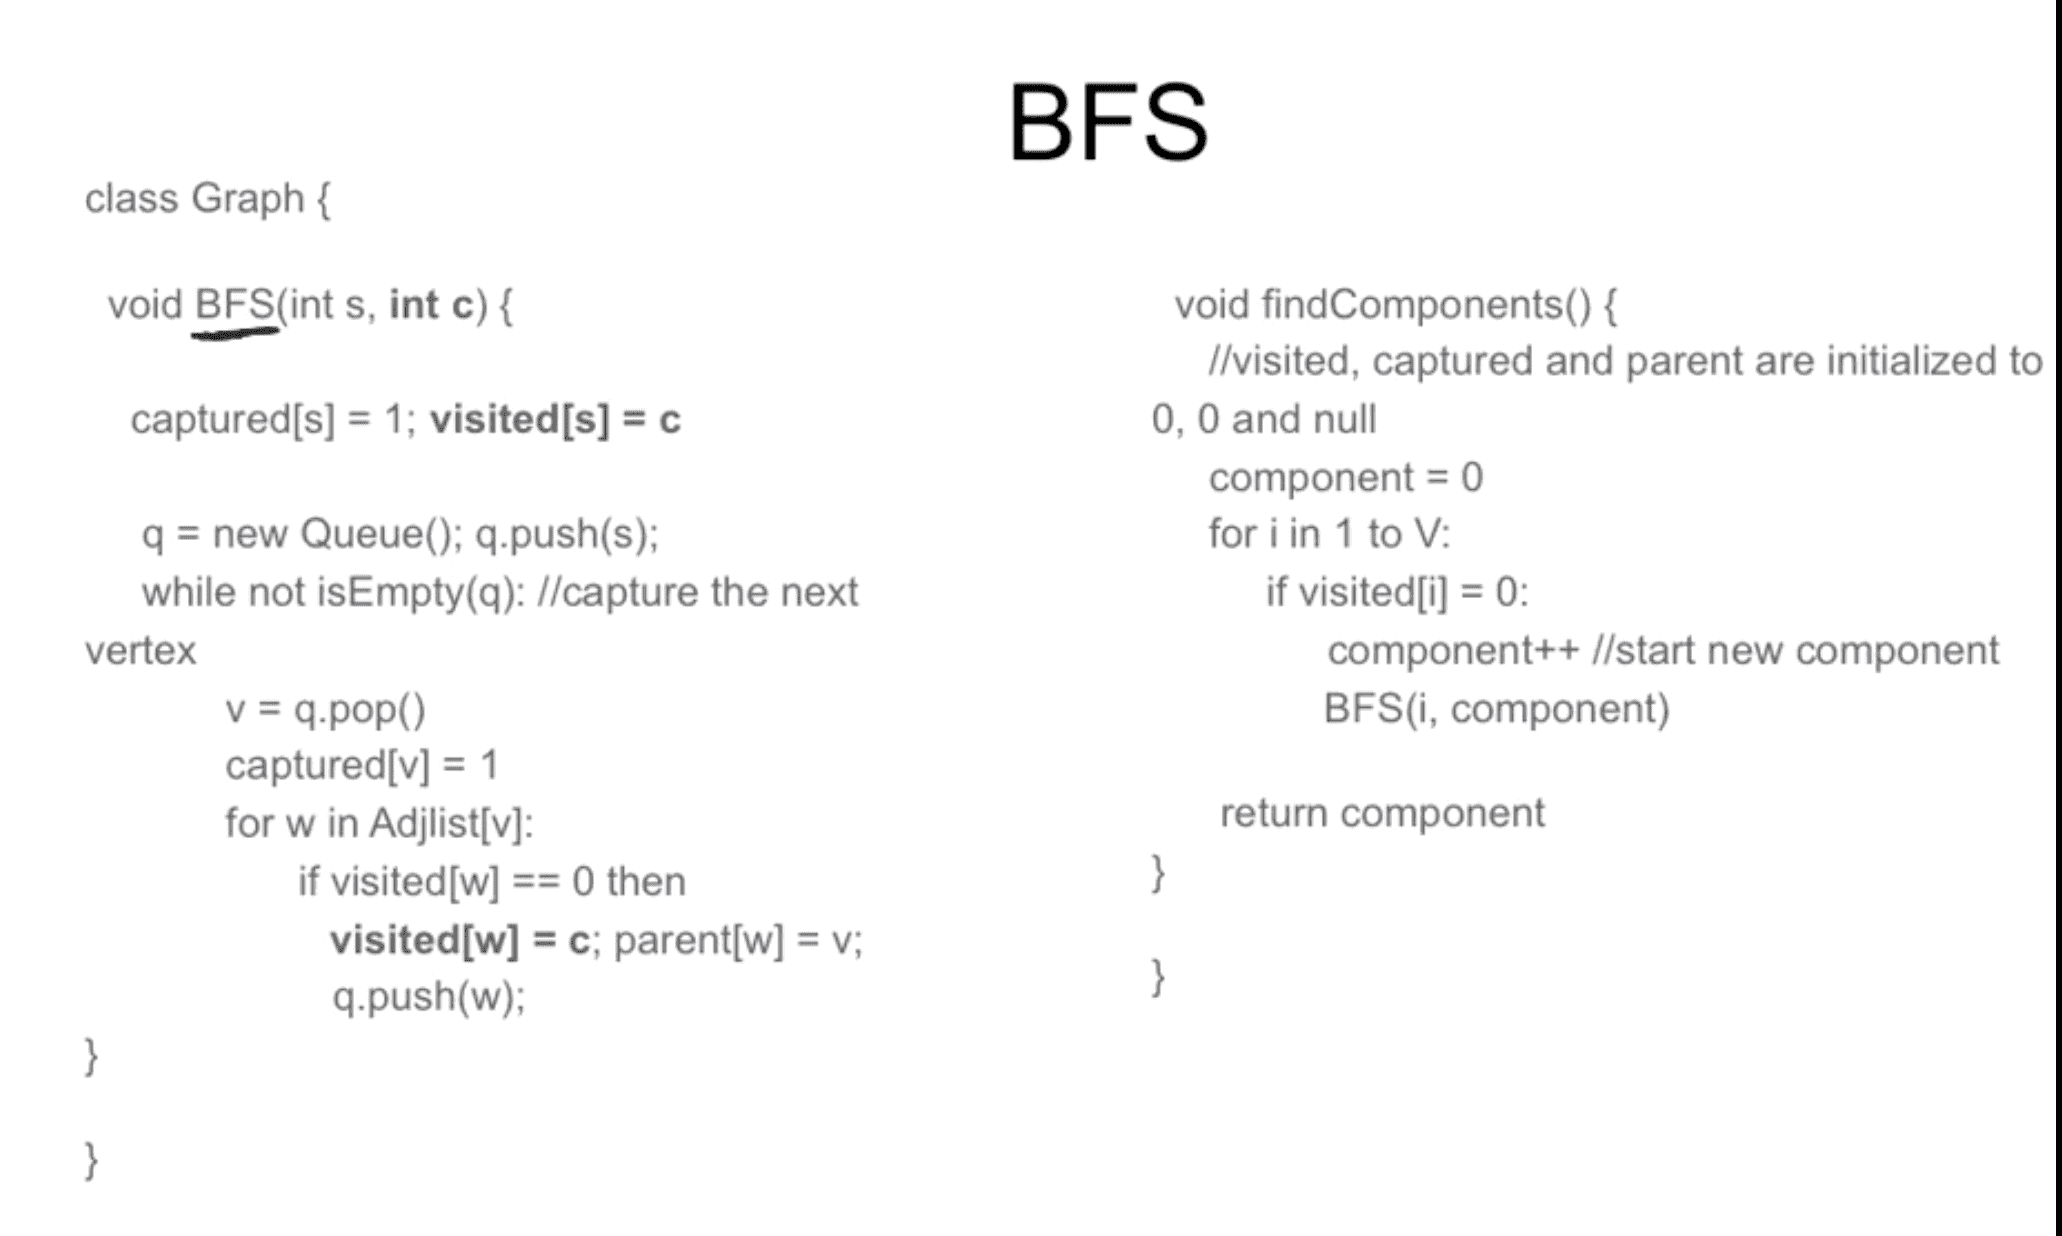 BFS
class Graph {
void BFS(int s, int c) {
captured[s] = 1; visited[s] = c
q = new Queue(); q.push(s);
while not isEmpty(q): //capture the next
vertex
v = q.pop()
captured[v] = 1
for w in Adjlist[v]:
if visited[w] == 0 then
visited[w] = c; parent[w] = v;
q.push(w);
}
}
void findComponents() {
//visited, captured and parent are initialized to
0, 0 and null
component = 0
for i in 1 to V:
if visited[i] = 0:
component++ //start new component
BFS(i, component)
return component
}
}